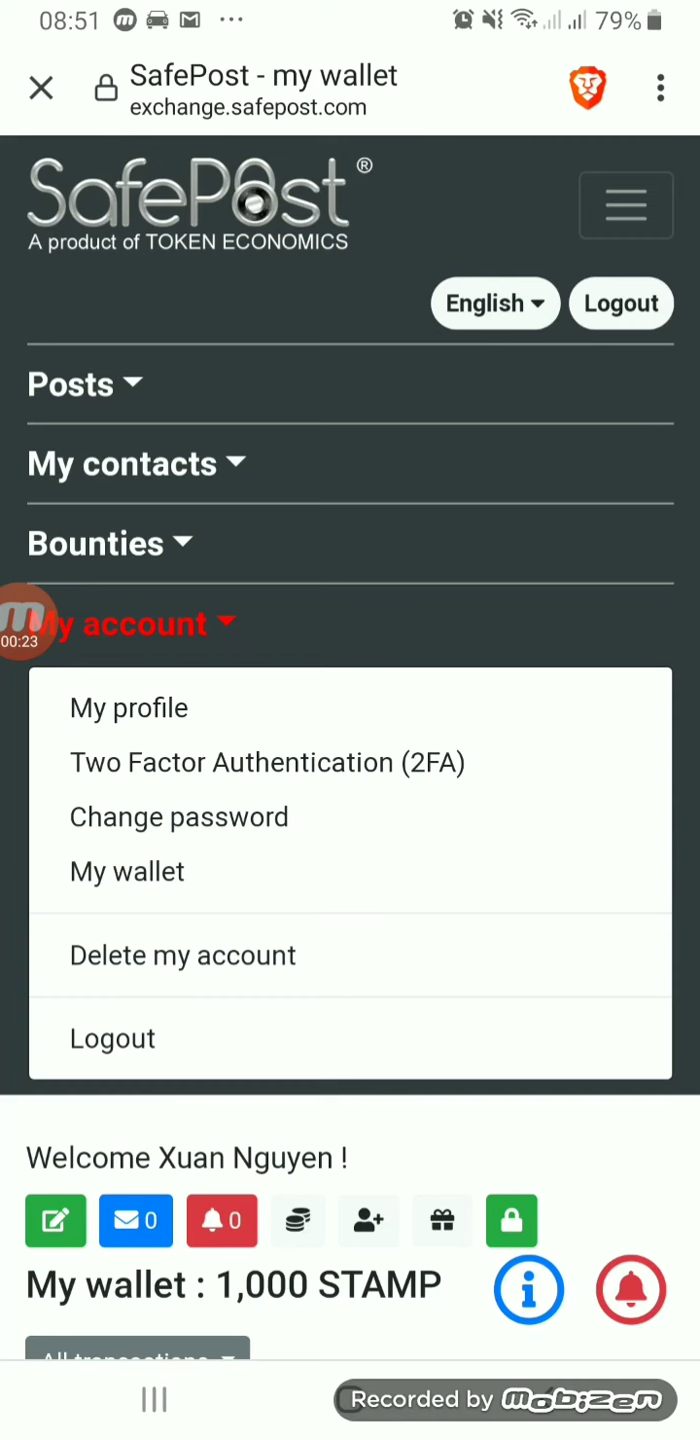 08:51 ... 79%
SafePost - my wallet
exchange.safepost.com
SafePost ®
A product of TOKEN ECONOMICS
English Logout
Posts
My contacts
Bounties
My account
m
00:23
My profile
Two Factor Authentication (2FA)
Change password
My wallet
Delete my account
Logout
Welcome Xuan Nguyen !
0 0
My wallet : 1,000 STAMP
All transactions
Recorded by mobizen